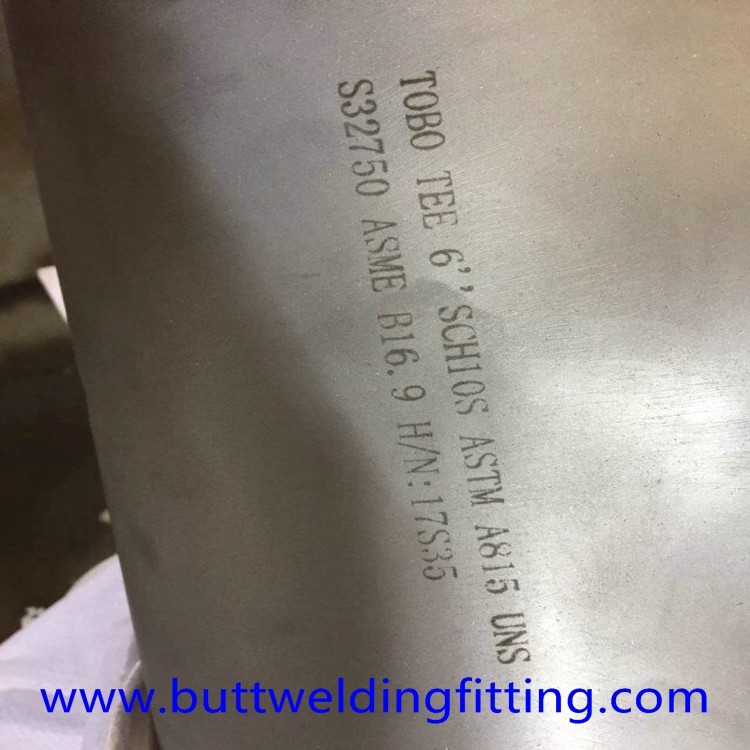 TOBO TEE 6'' SCH10S ASTM A815 UNS
S32750 ASME B16.9 H/N:17S35
www.buttweldingfitting.com